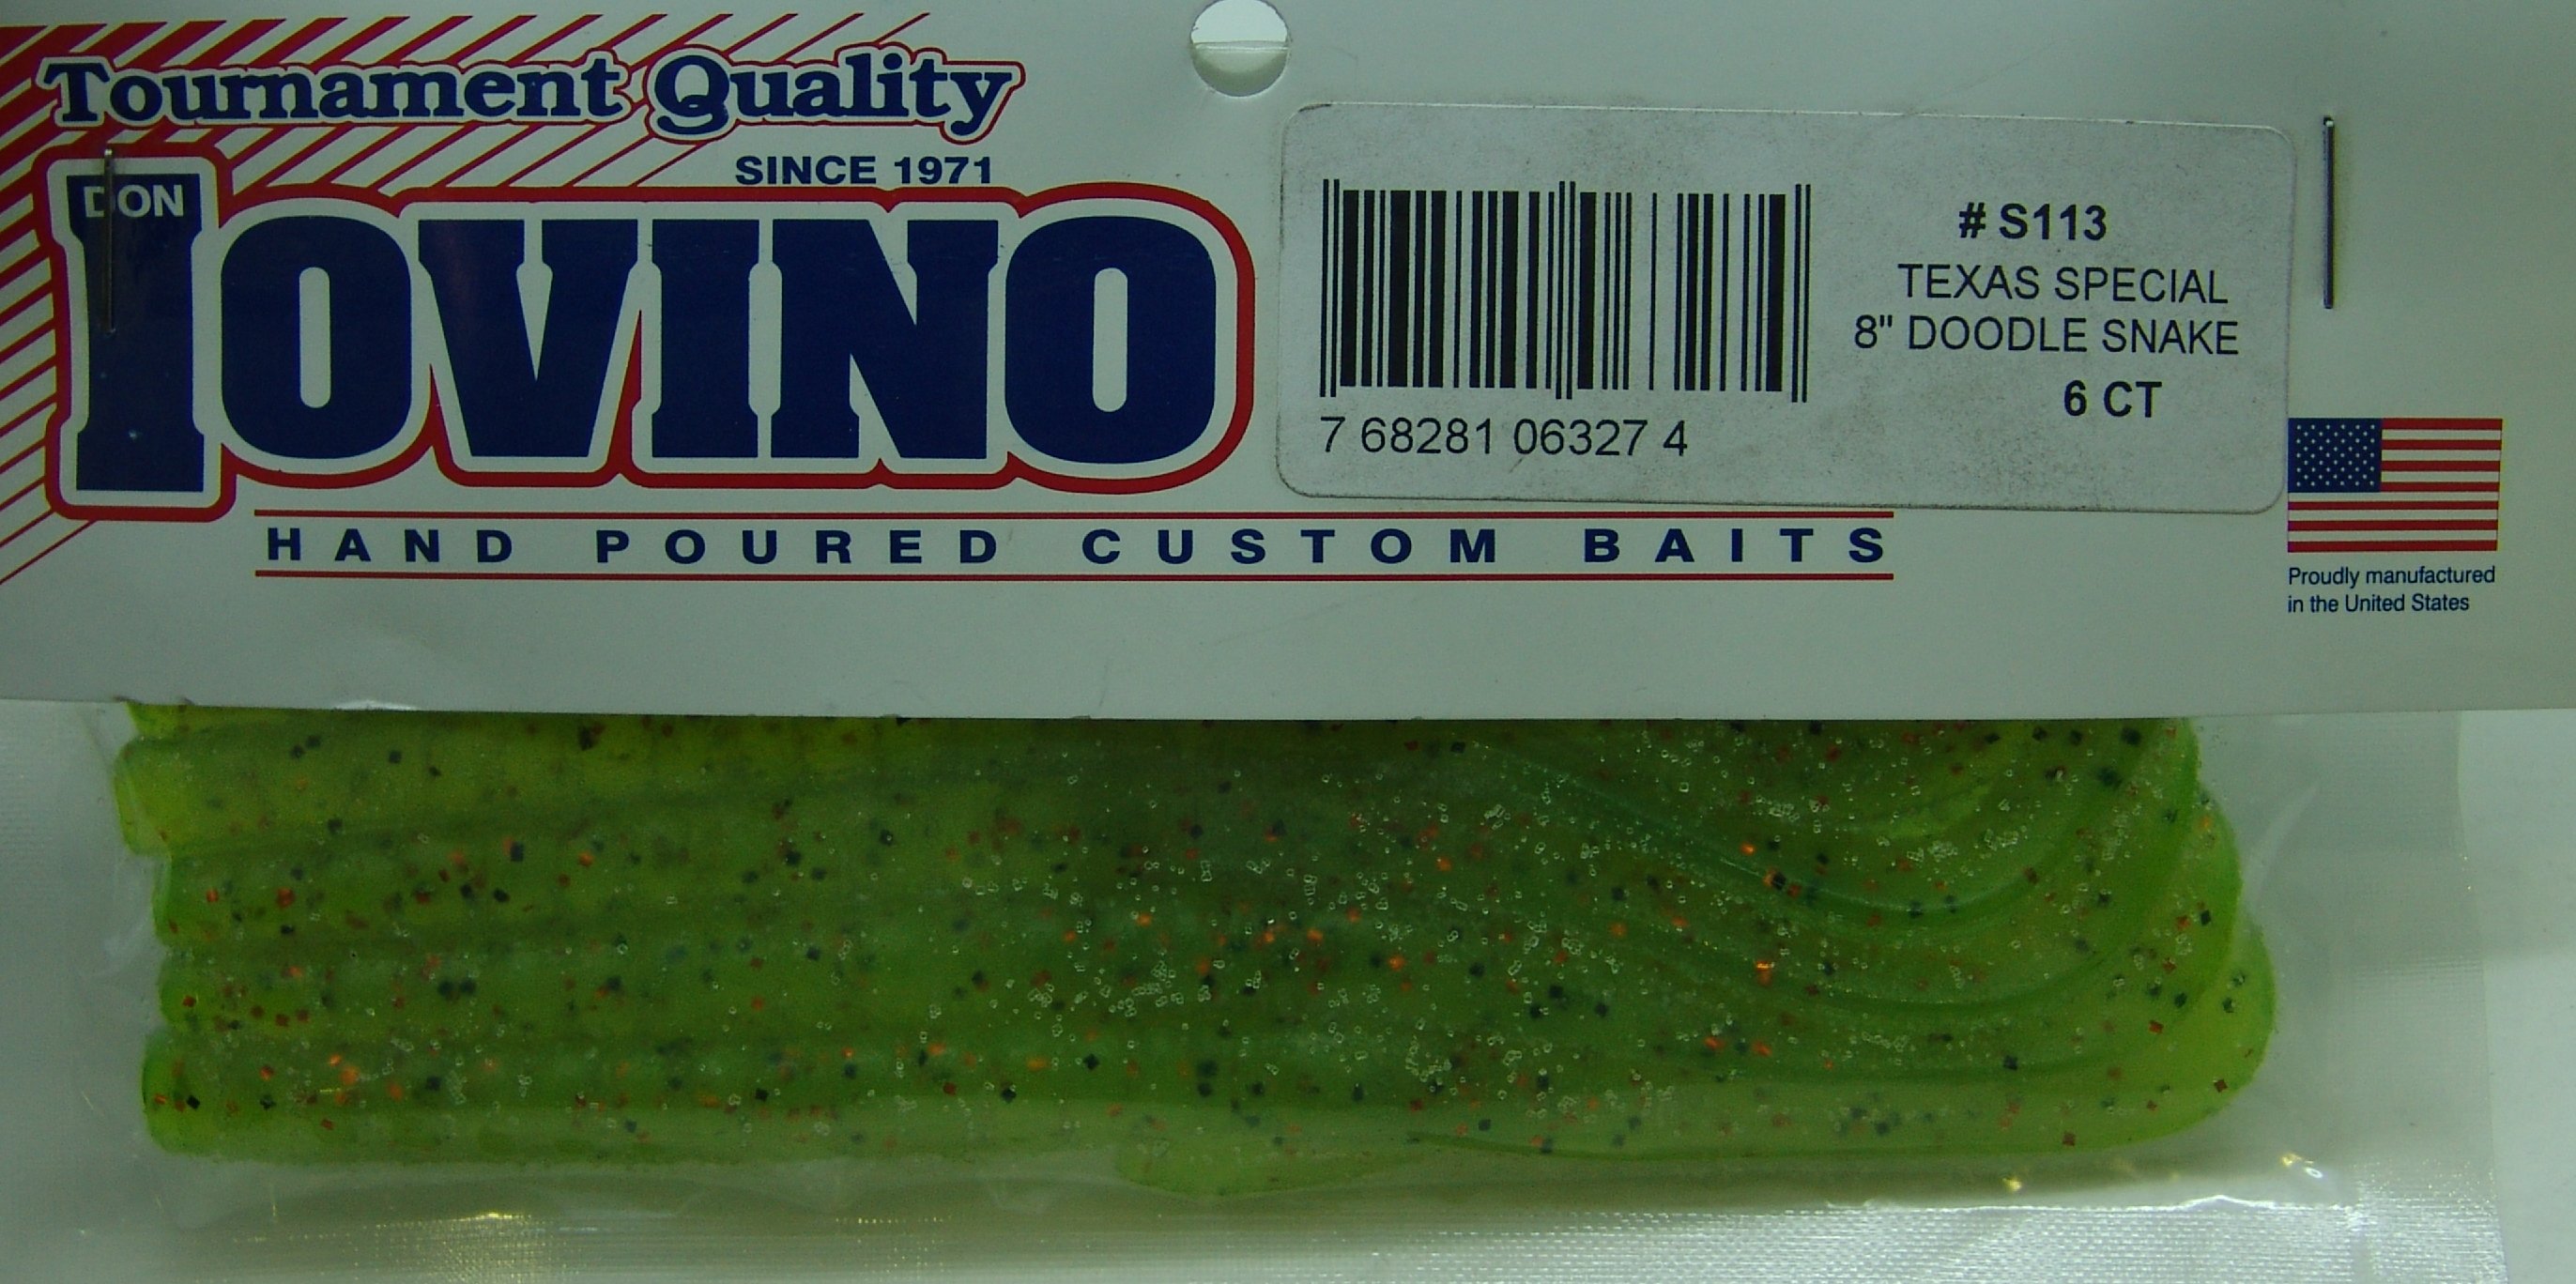 Tournament Quality
SINCE 1971
DON
IOVINO
HAND POURED CUSTOM BAITS
7 68281 06327 4
# S113
TEXAS SPECIAL
8" DOODLE SNAKE
6 CT
Proudly manufactured
in the United States